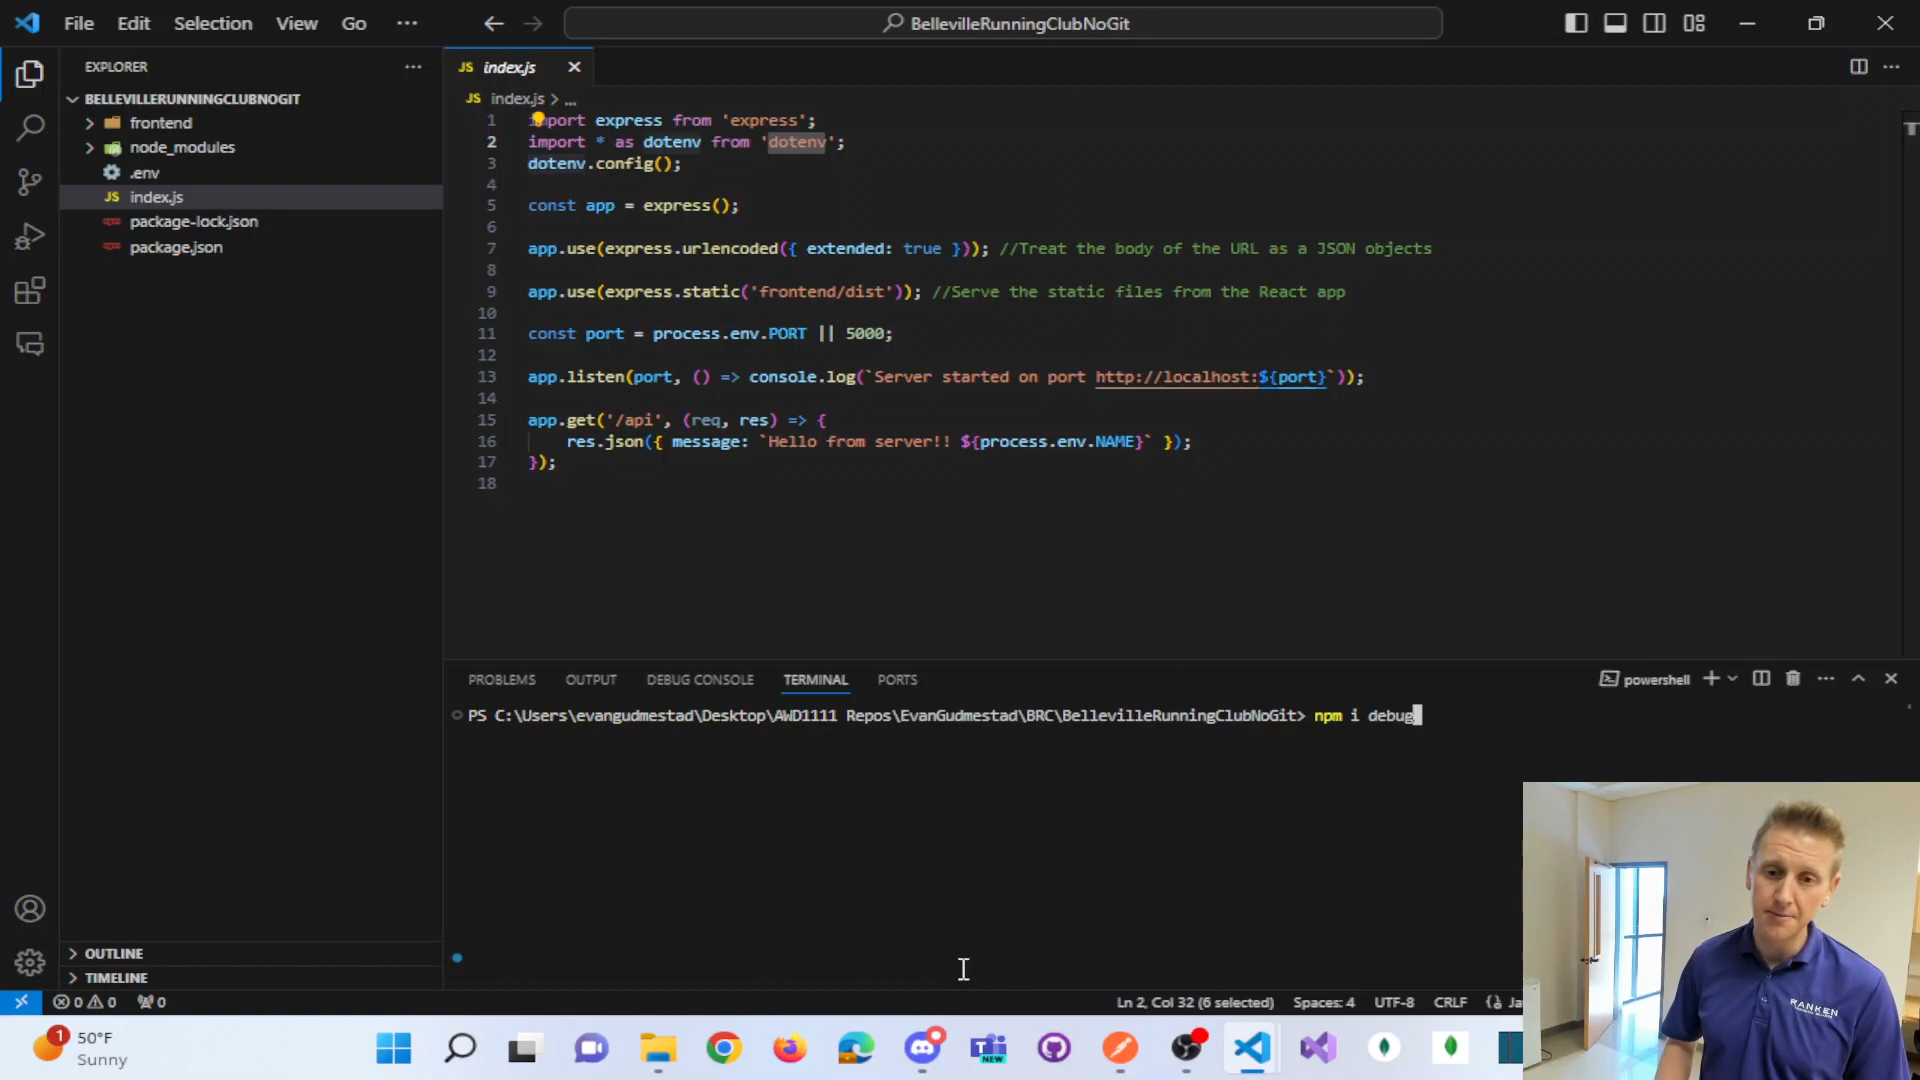 File Edit Selection View Go ···
BellevilleRunningClubNoGit
EXPLORER
BELLEVILLERUNNINGCLUBNOGIT
frontend
node_modules
.env
JS index.js
package-lock.json
package.json
OUTLINE
TIMELINE
JS index.js
JS index.js > ...
1 import express from 'express';
2 import * as dotenv from 'dotenv';
3 dotenv.config();
4
5 const app = express();
6
7 app.use(express.urlencoded({ extended: true })); //Treat the body of the URL as a JSON objects
8
9 app.use(express.static('frontend/dist')); //Serve the static files from the React app
10
11 const port = process.env.PORT || 5000;
12
13 app.listen(port, () => console.log(`Server started on port http://localhost:${port}`));
14
15 app.get('/api', (req, res) => {
16 res.json({ message: `Hello from server!! ${process.env.NAME}` });
17 });
18
PROBLEMS OUTPUT DEBUG CONSOLE TERMINAL PORTS
powershell
PS C:\Users\evangudmestad\Desktop\AWD1111 Repos\EvanGudmestad\BRC\BellevilleRunningClubNoGit> npm i debug
RANKEN
0 0 0
Ln 2, Col 32 (6 selected) Spaces: 4 UTF-8 CRLF
1 50°F
Sunny
NEW